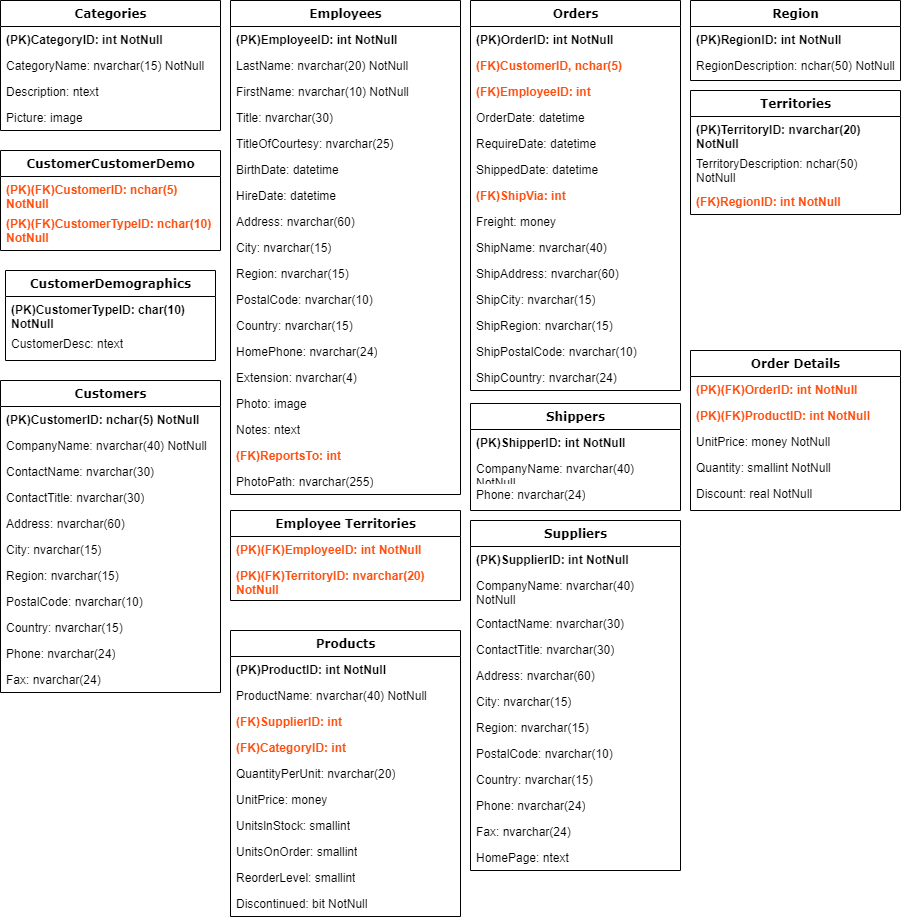 Categories
(PK)CategoryID: int NotNull
CategoryName: nvarchar(15) NotNull
Description: ntext
Picture: image
CustomerCustomerDemo
(PK)(FK)CustomerID: nchar(5)
NotNull
(PK)(FK)CustomerTypeID: nchar(10)
NotNull
CustomerDemographics
(PK)CustomerTypeID: char(10)
NotNull
CustomerDesc: ntext
Customers
(PK)CustomerID: nchar(5) NotNull
CompanyName: nvarchar(40) NotNull
ContactName: nvarchar(30)
ContactTitle: nvarchar(30)
Address: nvarchar(60)
City: nvarchar(15)
Region: nvarchar(15)
PostalCode: nvarchar(10)
Country: nvarchar(15)
Phone: nvarchar(24)
Fax: nvarchar(24)
Employees
(PK)EmployeeID: int NotNull
LastName: nvarchar(20) NotNull
FirstName: nvarchar(10) NotNull
Title: nvarchar(30)
TitleOfCourtesy: nvarchar(25)
BirthDate: datetime
HireDate: datetime
Address: nvarchar(60)
City: nvarchar(15)
Region: nvarchar(15)
PostalCode: nvarchar(10)
Country: nvarchar(15)
HomePhone: nvarchar(24)
Extension: nvarchar(4)
Photo: image
Notes: ntext
(FK)ReportsTo: int
PhotoPath: nvarchar(255)
Employee Territories
(PK)(FK)EmployeeID: int NotNull
(PK)(FK)TerritoryID: nvarchar(20)
NotNull
Products
(PK)ProductID: int NotNull
ProductName: nvarchar(40) NotNull
(FK)SupplierID: int
(FK)CategoryID: int
QuantityPerUnit: nvarchar(20)
UnitPrice: money
UnitsInStock: smallint
UnitsOnOrder: smallint
ReorderLevel: smallint
Discontinued: bit NotNull
Orders
(PK)OrderID: int NotNull
(FK)CustomerID, nchar(5)
(FK)EmployeeID: int
OrderDate: datetime
RequireDate: datetime
ShippedDate: datetime
(FK)ShipVia: int
Freight: money
ShipName: nvarchar(40)
ShipAddress: nvarchar(60)
ShipCity: nvarchar(15)
ShipRegion: nvarchar(15)
ShipPostalCode: nvarchar(10)
ShipCountry: nvarchar(24)
Shippers
(PK)ShipperID: int NotNull
CompanyName: nvarchar(40)
NotNull
Phone: nvarchar(24)
Suppliers
(PK)SupplierID: int NotNull
CompanyName: nvarchar(40)
NotNull
ContactName: nvarchar(30)
ContactTitle: nvarchar(30)
Address: nvarchar(60)
City: nvarchar(15)
Region: nvarchar(15)
PostalCode: nvarchar(10)
Country: nvarchar(15)
Phone: nvarchar(24)
Fax: nvarchar(24)
HomePage: ntext
Region
(PK)RegionID: int NotNull
RegionDescription: nchar(50) NotNull
Territories
(PK)TerritoryID: nvarchar(20)
NotNull
TerritoryDescription: nchar(50)
NotNull
(FK)RegionID: int NotNull
Order Details
(PK)(FK)OrderID: int NotNull
(PK)(FK)ProductID: int NotNull
UnitPrice: money NotNull
Quantity: smallint NotNull
Discount: real NotNull